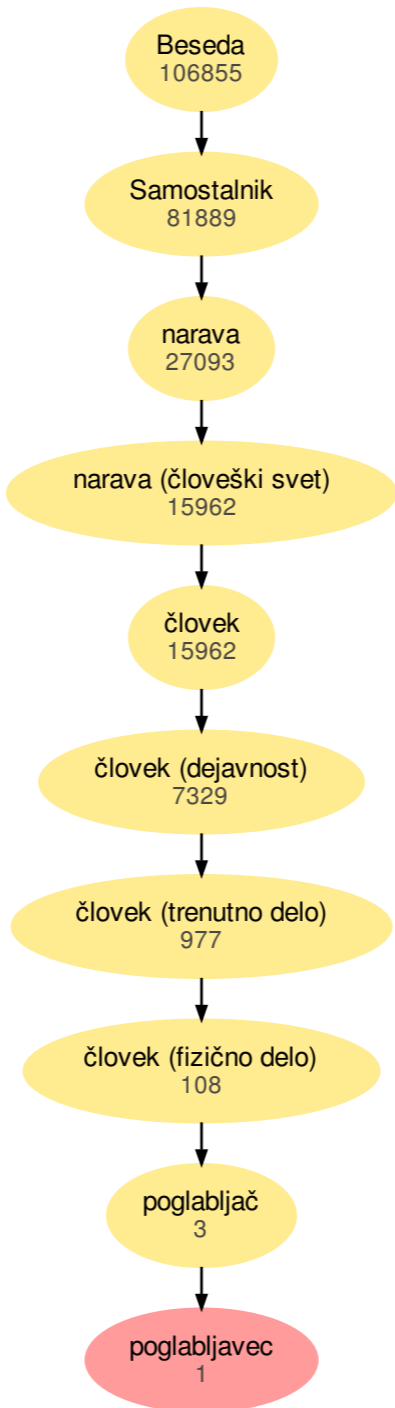 Beseda
106855
Samostalnik
81889
narava
27093
narava (človeški svet)
15962
človek
15962
človek (dejavnost)
7329
človek (trenutno delo)
977
človek (fizično delo)
108
poglabljač
3
poglabljavec
1